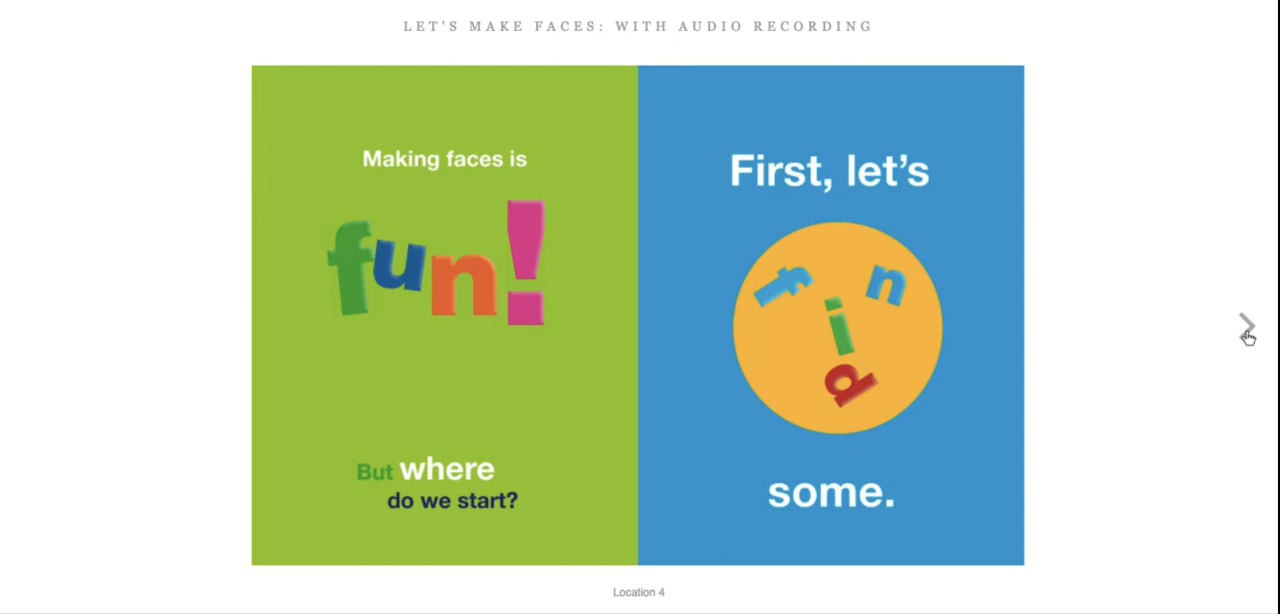 LET'S MAKE FACES: WITH AUDIO RECORDING
Making faces is
fun!
But where
do we start?
First, let's
find
some.
Location 4